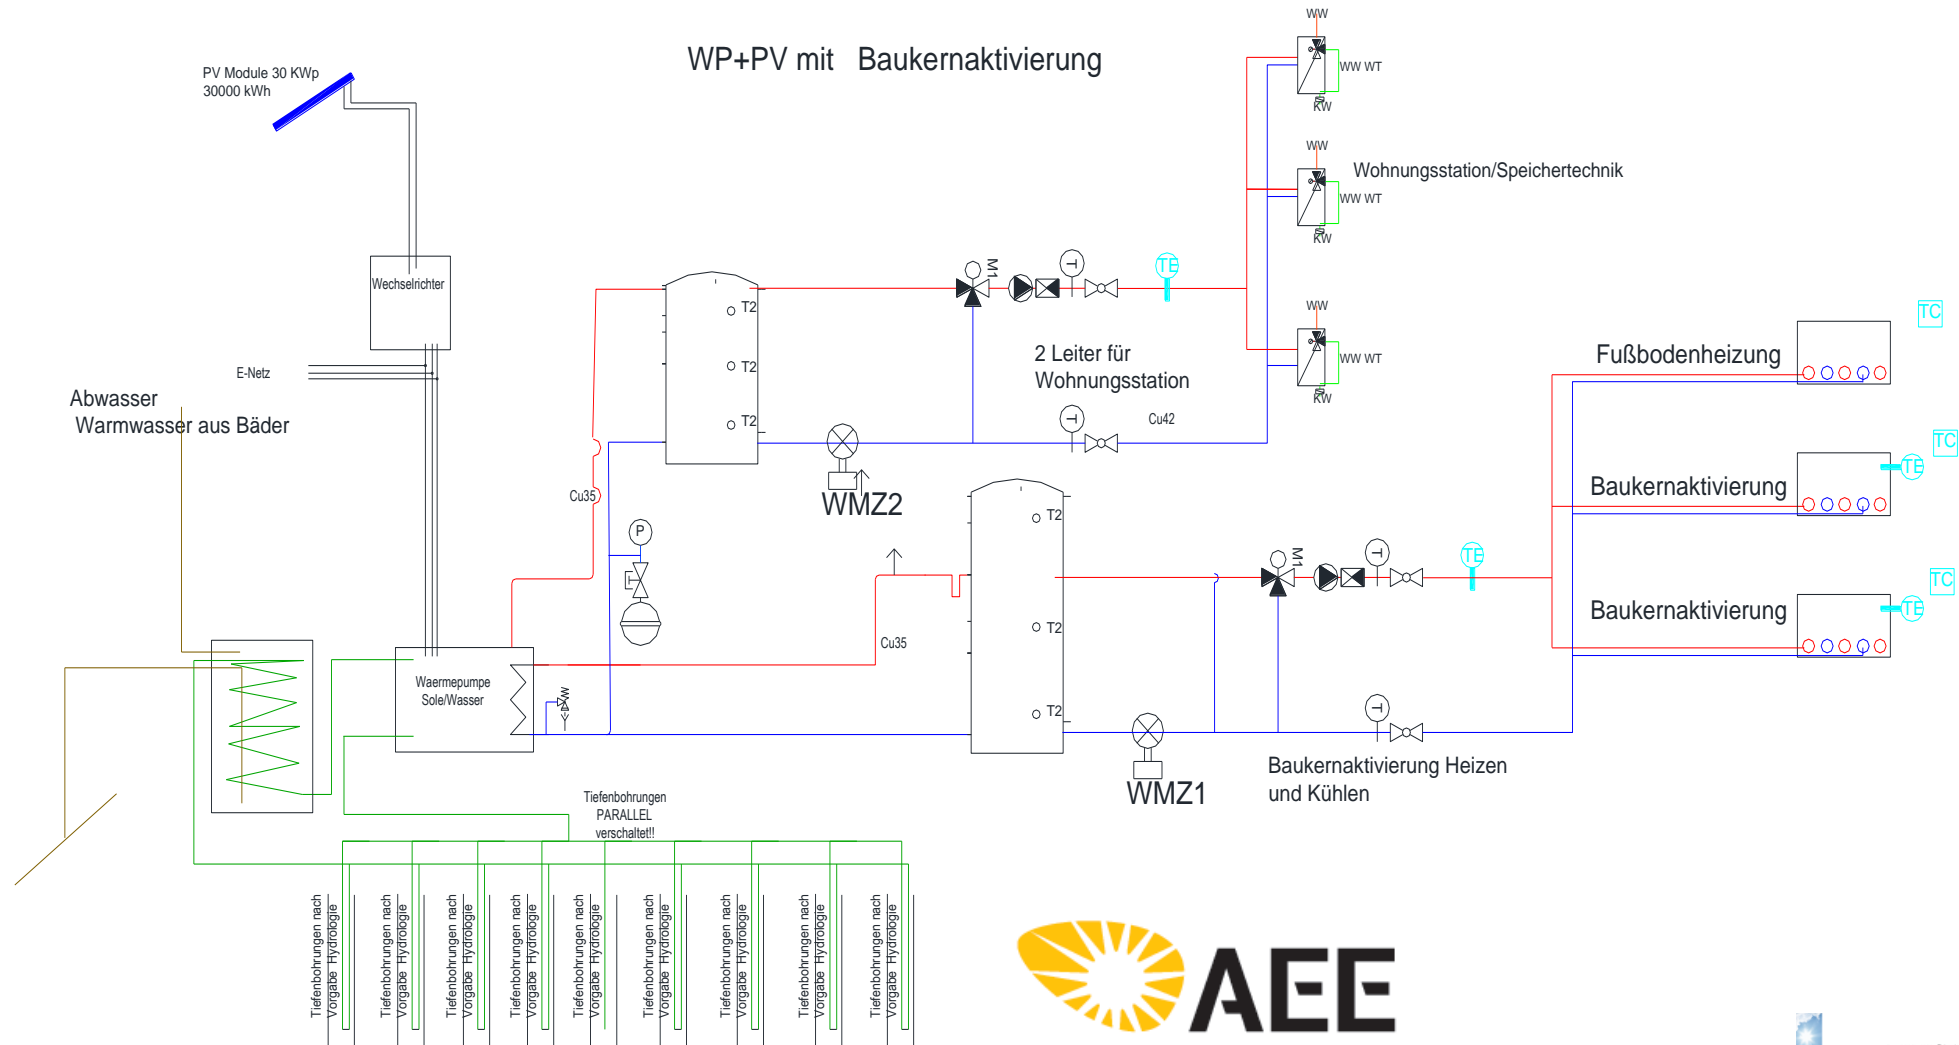 WP+PV mit Baukernaktivierung
PV Module 30 KWp
30000 kWh
Wechselrichter
E-Netz
Abwasser
Warmwasser aus Bäder
WW
WW WT
KW
WW
Wohnungsstation/Speichertechnik
WW WT
KW
WW
WW WT
KW
M1
T
TE
T2
T2
T2
2 Leiter für
Wohnungsstation
T
Cu42
WMZ2
Cu35
P
T
Cu35
Waermepumpe
Sole/Wasser
T2
T2
T2
M1
T
TE
T
WMZ1
Baukernaktivierung Heizen
und Kühlen
Fußbodenheizung
TC
Baukernaktivierung
TC
TE
Baukernaktivierung
TC
TE
Tiefenbohrungen
PARALLEL
verschaltet!!
Tiefenbohrungen nach
Vorgabe Hydrologie
Tiefenbohrungen nach
Vorgabe Hydrologie
Tiefenbohrungen nach
Vorgabe Hydrologie
Tiefenbohrungen nach
Vorgabe Hydrologie
Tiefenbohrungen nach
Vorgabe Hydrologie
Tiefenbohrungen nach
Vorgabe Hydrologie
Tiefenbohrungen nach
Vorgabe Hydrologie
Tiefenbohrungen nach
Vorgabe Hydrologie
Tiefenbohrungen nach
Vorgabe Hydrologie
AEE